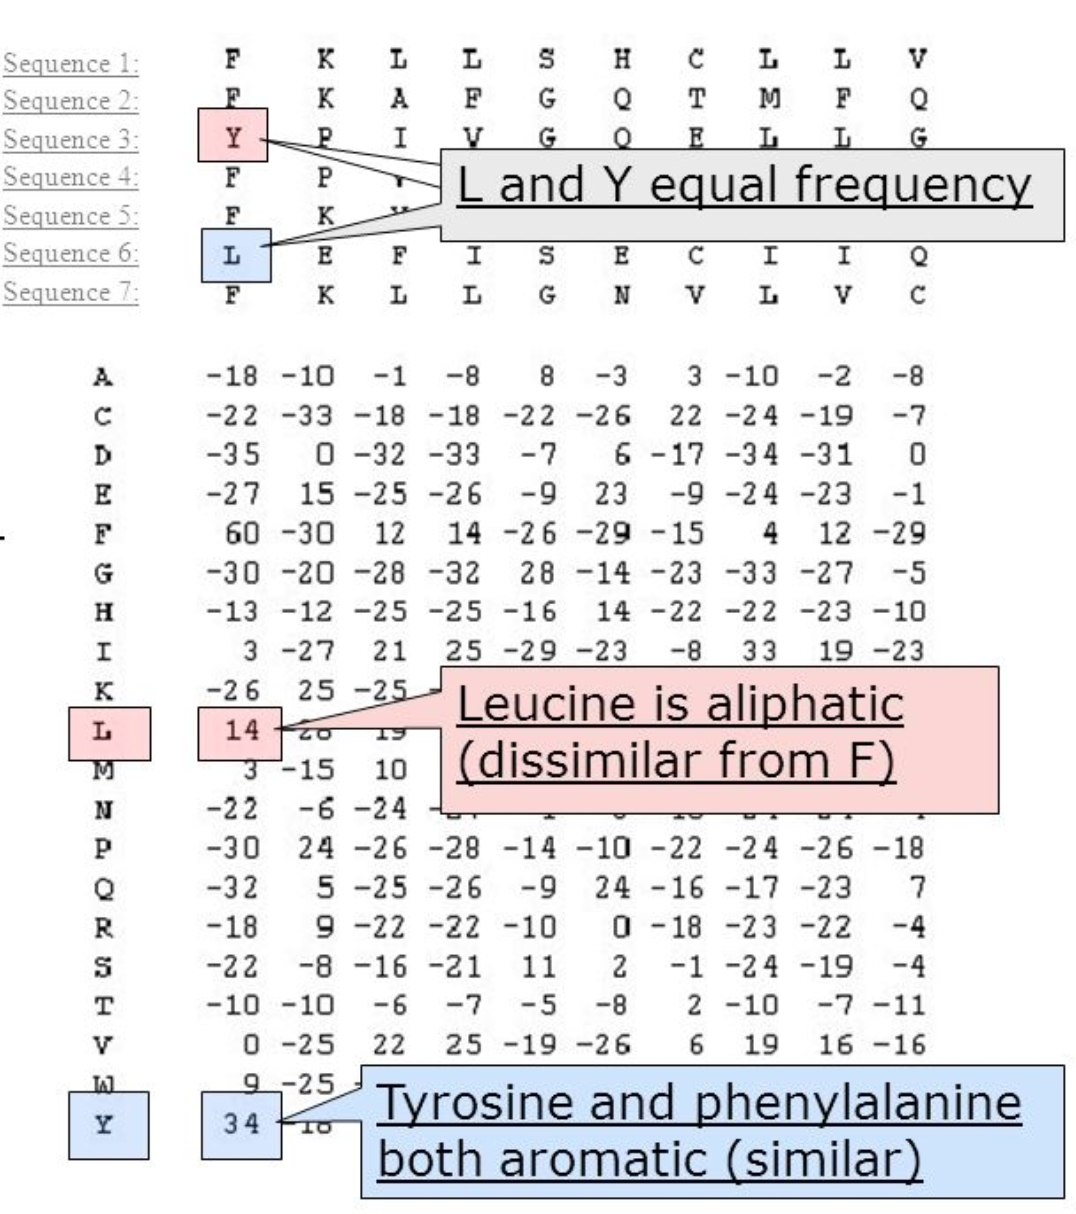 Sequence 1: F K L L S H C L L V
Sequence 2: F K A F G Q T M F Q
Sequence 3: Y P I V G Q E L L G
Sequence 4: F P
Sequence 5: F K
Sequence 6: L E F I S E C I I Q
Sequence 7: F K L L G N V L V C
L and Y equal frequency
A -18 -10 -1 -8 8 -3 3 -10 -2 -8
C -22 -33 -18 -18 -22 -26 22 -24 -19 -7
D -35 0 -32 -33 -7 6 -17 -34 -31 0
E -27 15 -25 -26 -9 23 -9 -24 -23 -1
F 60 -30 12 14 -26 -29 -15 4 12 -29
G -30 -20 -28 -32 28 -14 -23 -33 -27 -5
H -13 -12 -25 -25 -16 14 -22 -22 -23 -10
I 3 -27 21 25 -29 -23 -8 33 19 -23
K -26 25 -25
L 14
M 3 -15 10
N -22 -6 -24
Leucine is aliphatic
(dissimilar from F)
P -30 24 -26 -28 -14 -10 -22 -24 -26 -18
Q -32 5 -25 -26 -9 24 -16 -17 -23 7
R -18 9 -22 -22 -10 0 -18 -23 -22 -4
S -22 -8 -16 -21 11 2 -1 -24 -19 -4
T -10 -10 -6 -7 -5 -8 2 -10 -7 -11
V 0 -25 22 25 -19 -26 6 19 16 -16
W 9 -25
Y 34
Tyrosine and phenylalanine
both aromatic (similar)